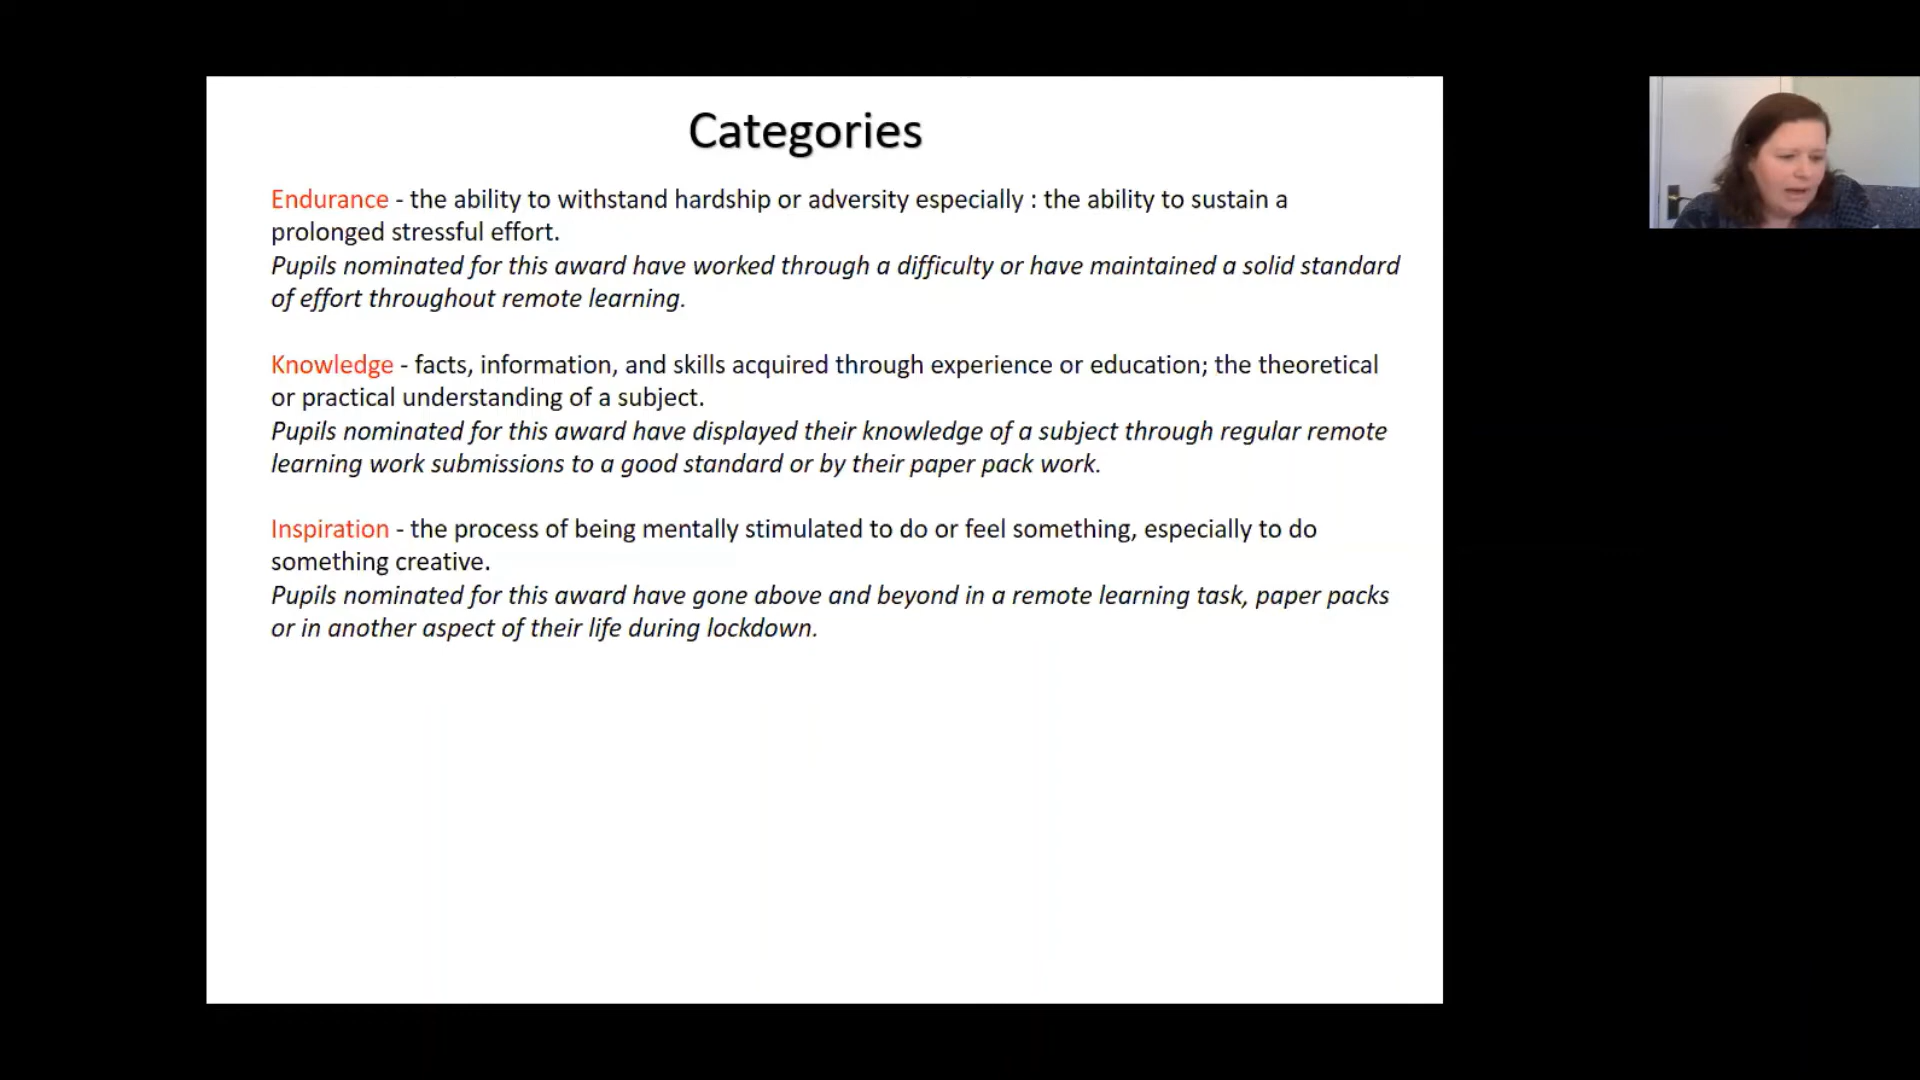 Categories
Endurance - the ability to withstand hardship or adversity especially : the ability to sustain a
prolonged stressful effort.
Pupils nominated for this award have worked through a difficulty or have maintained a solid standard
of effort throughout remote learning.
Knowledge - facts, information, and skills acquired through experience or education; the theoretical
or practical understanding of a subject.
Pupils nominated for this award have displayed their knowledge of a subject through regular remote
learning work submissions to a good standard or by their paper pack work.
Inspiration - the process of being mentally stimulated to do or feel something, especially to do
something creative.
Pupils nominated for this award have gone above and beyond in a remote learning task, paper packs
or in another aspect of their life during lockdown.